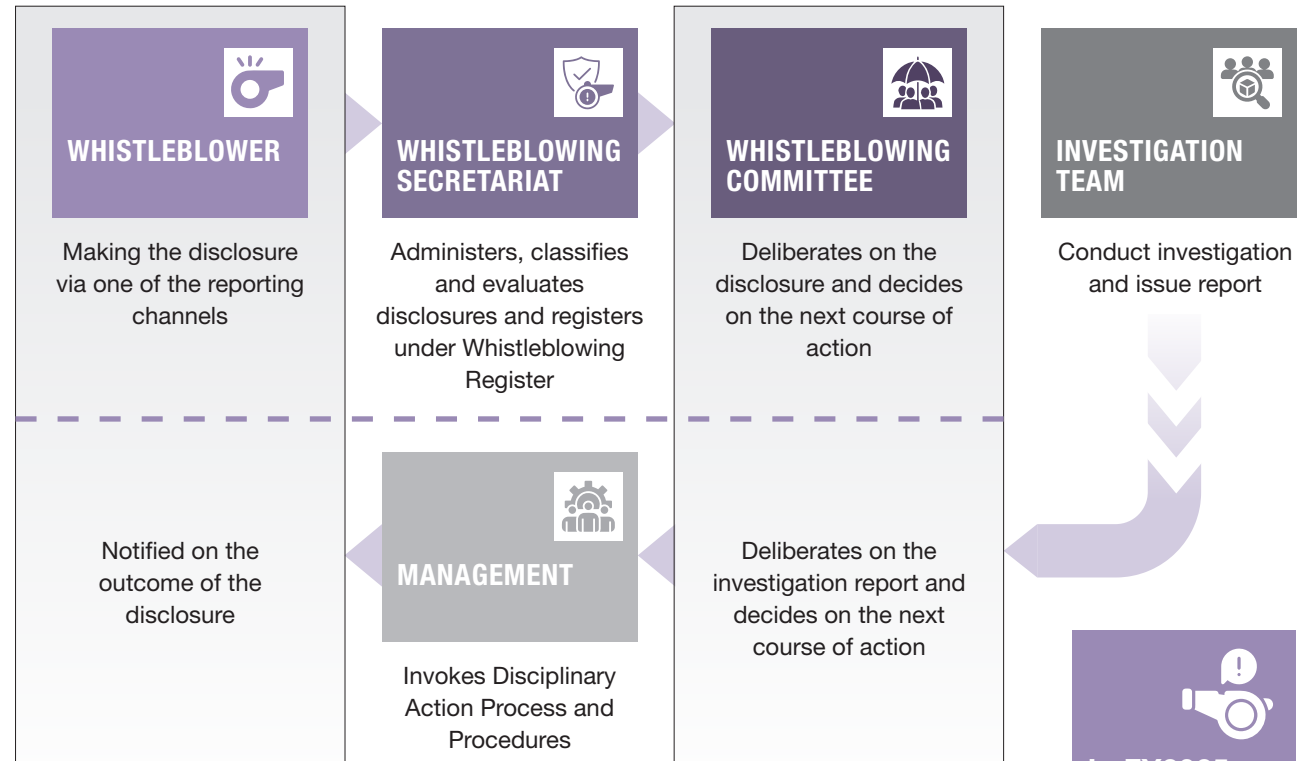 WHISTLEBLOWER
Making the disclosure
via one of the reporting
channels
WHISTLEBLOWING
SECRETARIAT
Administers, classifies
and evaluates
disclosures and registers
under Whistleblowing
Register
WHISTLEBLOWING
COMMITTEE
Deliberates on the
disclosure and decides
on the next course of
action
INVESTIGATION
TEAM
Conduct investigation
and issue report
Notified on the
outcome of the
disclosure
MANAGEMENT
Invokes Disciplinary
Action Process and
Procedures
Deliberates on the
investigation report and
decides on the next
course of action